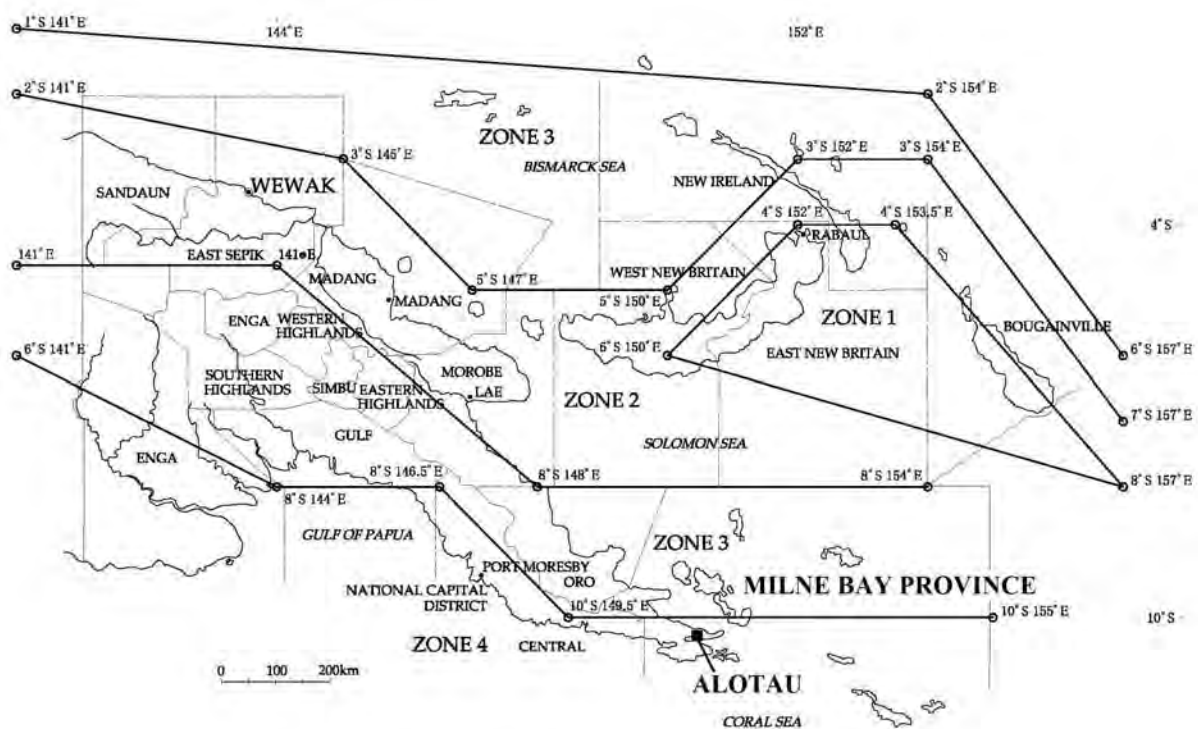 1°S 141°E
144°E
152°E
2°S 141°E
2°S 154°E
ZONE 3
3°S 145°E
3°S 152°E
3°S 154°E
BISMARCK SEA
WEWAK
SANDAUN
NEW IRELAND
4°S 152°E
4°S 153.5°E
4°S
RABAUL
141°E
EAST SEPIK
141°E
MADANG
WEST NEW BRITAIN
5°S 147°E
5°S 150°E
MADANG
ENGA
WESTERN
HIGHLANDS
ZONE 1
BOUGAINVILLE
6°S 141°E
6°S 150°E
EAST NEW BRITAIN
6°S 157°E
SOUTHERN
HIGHLANDS
SIMBU
EASTERN
HIGHLANDS
MOROBE
LAE
ZONE 2
7°S 157°E
GULF
SOLOMON SEA
ENGA
8°S 146.5°E
8°S 144°E
8°S 148°E
8°S 154°E
8°S 157°E
GULF OF PAPUA
ZONE 3
PORT MORESBY
ORO
NATIONAL CAPITAL
DISTRICT
MILNE BAY PROVINCE
10°S 149.5°E
10°S 155°E
10°S
ZONE 4
CENTRAL
0 100 200km
ALOTAU
CORAL SEA